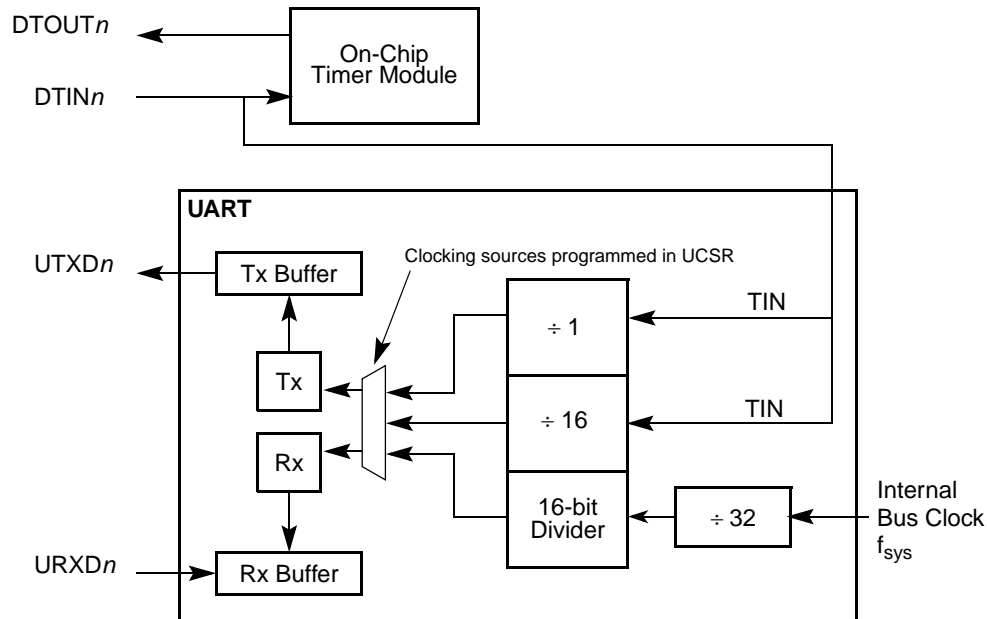 DTOUTn
On-Chip
Timer Module
DTINn
UART
Clocking sources programmed in UCSR
UTXDn
Tx Buffer
÷ 1
TIN
Tx
÷ 16
TIN
Rx
16-bit
Divider
÷ 32
Internal
Bus Clock
fsys
URXDn
Rx Buffer